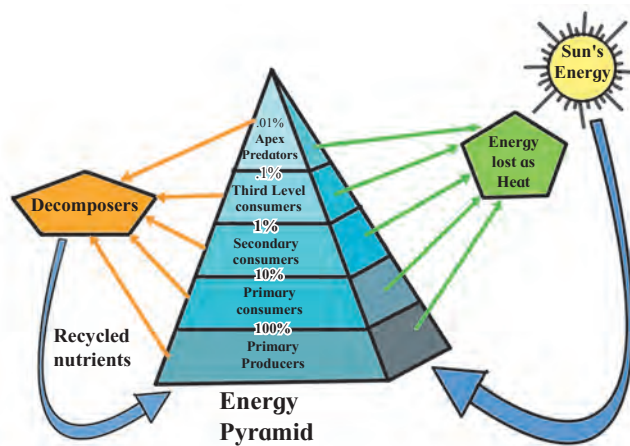 Sun's
Energy
.01%
Apex
Predators
Energy
lost as
Heat
.1%
Third Level
consumers
Decomposers
1%
Secondary
consumers
10%
Primary
consumers
Recycled
nutrients
100%
Primary
Producers
Energy
Pyramid